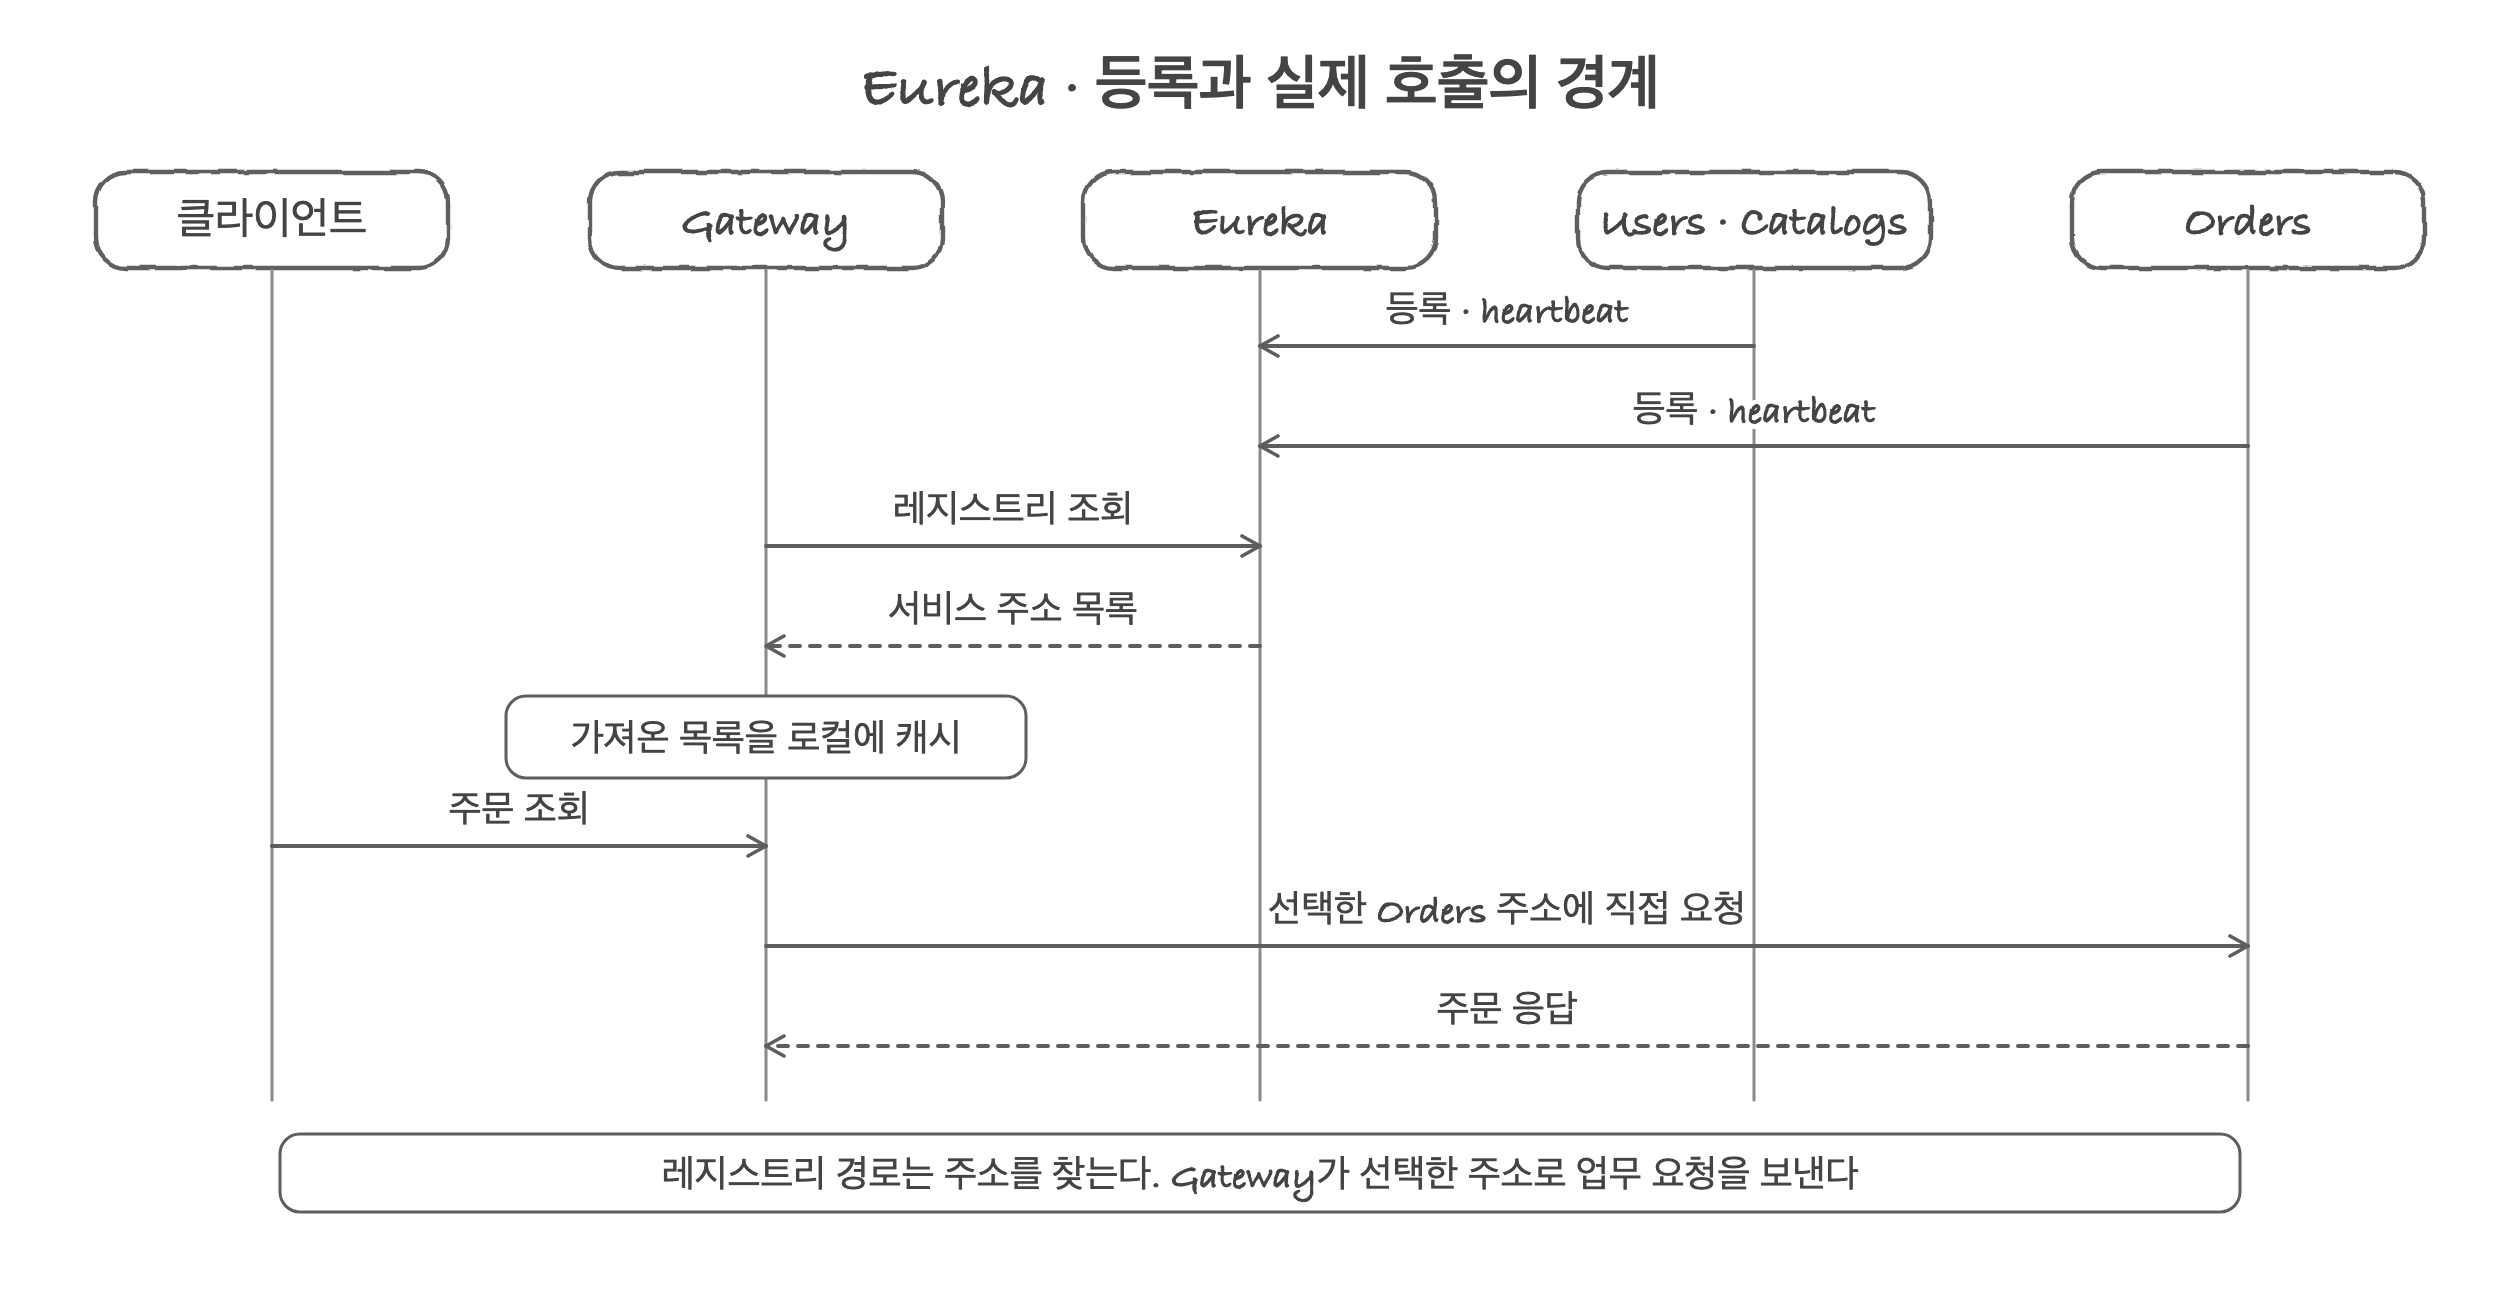 Eureka · 등록과 실제 호출의 경계
클라이언트
Gateway
Eureka
Users · Catalogs
Orders
등록 · heartbeat
등록 · heartbeat
레지스트리 조회
서비스 주소 목록
가져온 목록을 로컬에 캐시
주문 조회
선택한 Orders 주소에 직접 요청
주문 응답
레지스트리 경로는 주소를 찾는다. Gateway가 선택한 주소로 업무 요청을 보낸다